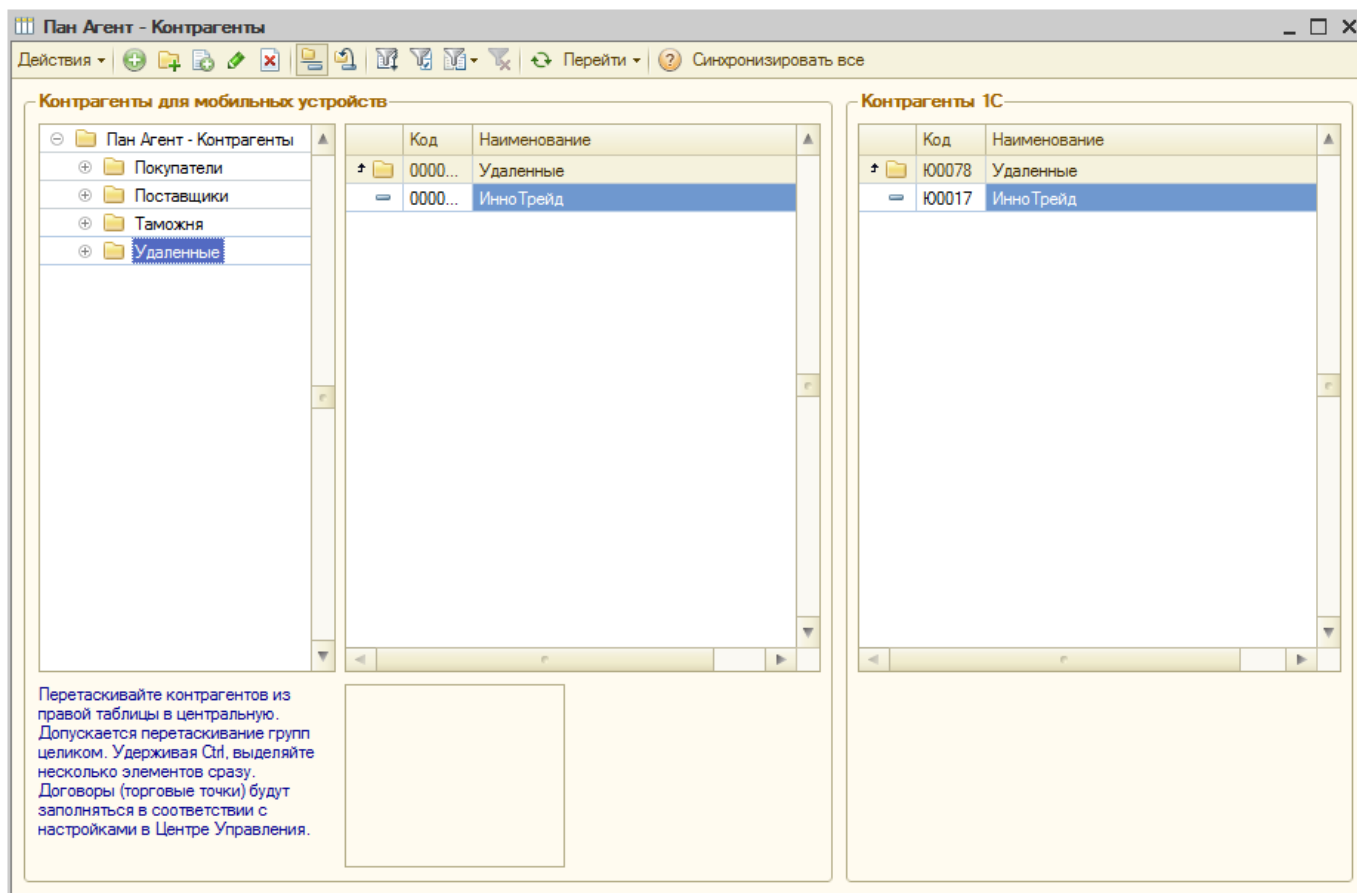 Пан Агент - Контрагенты
Действия Перейти Синхронизировать все
Контрагенты для мобильных устройств
Пан Агент - Контрагенты
Покупатели
Поставщики
Таможня
Удаленные
Код Наименование
0000... Удаленные
0000... ИнноТрейд
Контрагенты 1С
Код Наименование
Ю00078 Удаленные
Ю00017 ИнноТрейд
Перетаскивайте контрагентов из
правой таблицы в центральную.
Допускается перетаскивание групп
целиком. Удерживая Ctrl, выделяйте
несколько элементов сразу.
Договоры (торговые точки) будут
заполняться в соответствии с
настройками в Центре Управления.